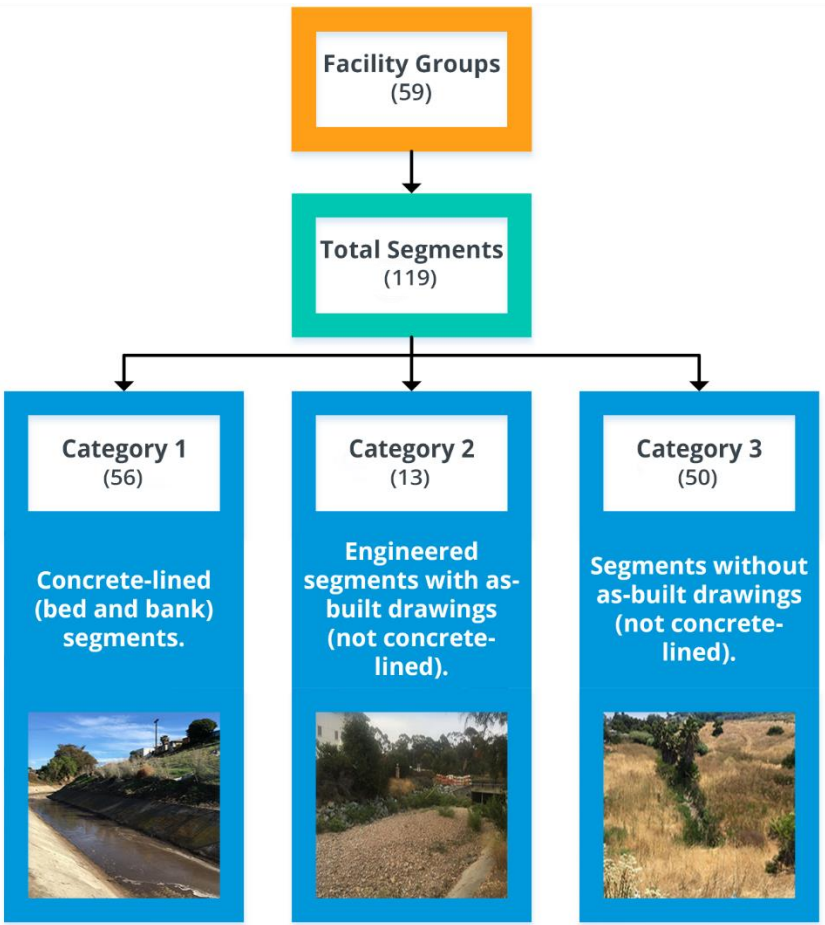 Facility Groups
(59)
Total Segments
(119)
Category 1
(56)
Concrete-lined
(bed and bank)
segments.
Category 2
(13)
Engineered
segments with as-
built drawings
(not concrete-
lined).
Category 3
(50)
Segments without
as-built drawings
(not concrete-
lined).